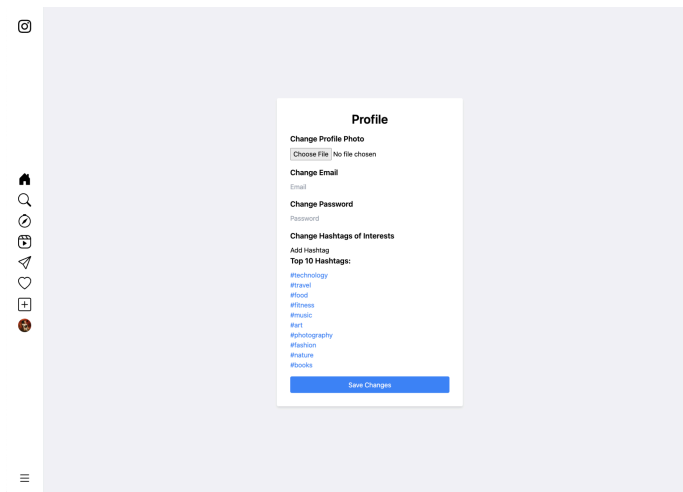 Profile
Change Profile Photo
Choose File No file chosen
Change Email
Email
Change Password
Password
Change Hashtags of Interests
Add Hashtag
Top 10 Hashtags:
#technology
#travel
#food
#fitness
#music
#art
#photography
#fashion
#nature
#books
Save Changes